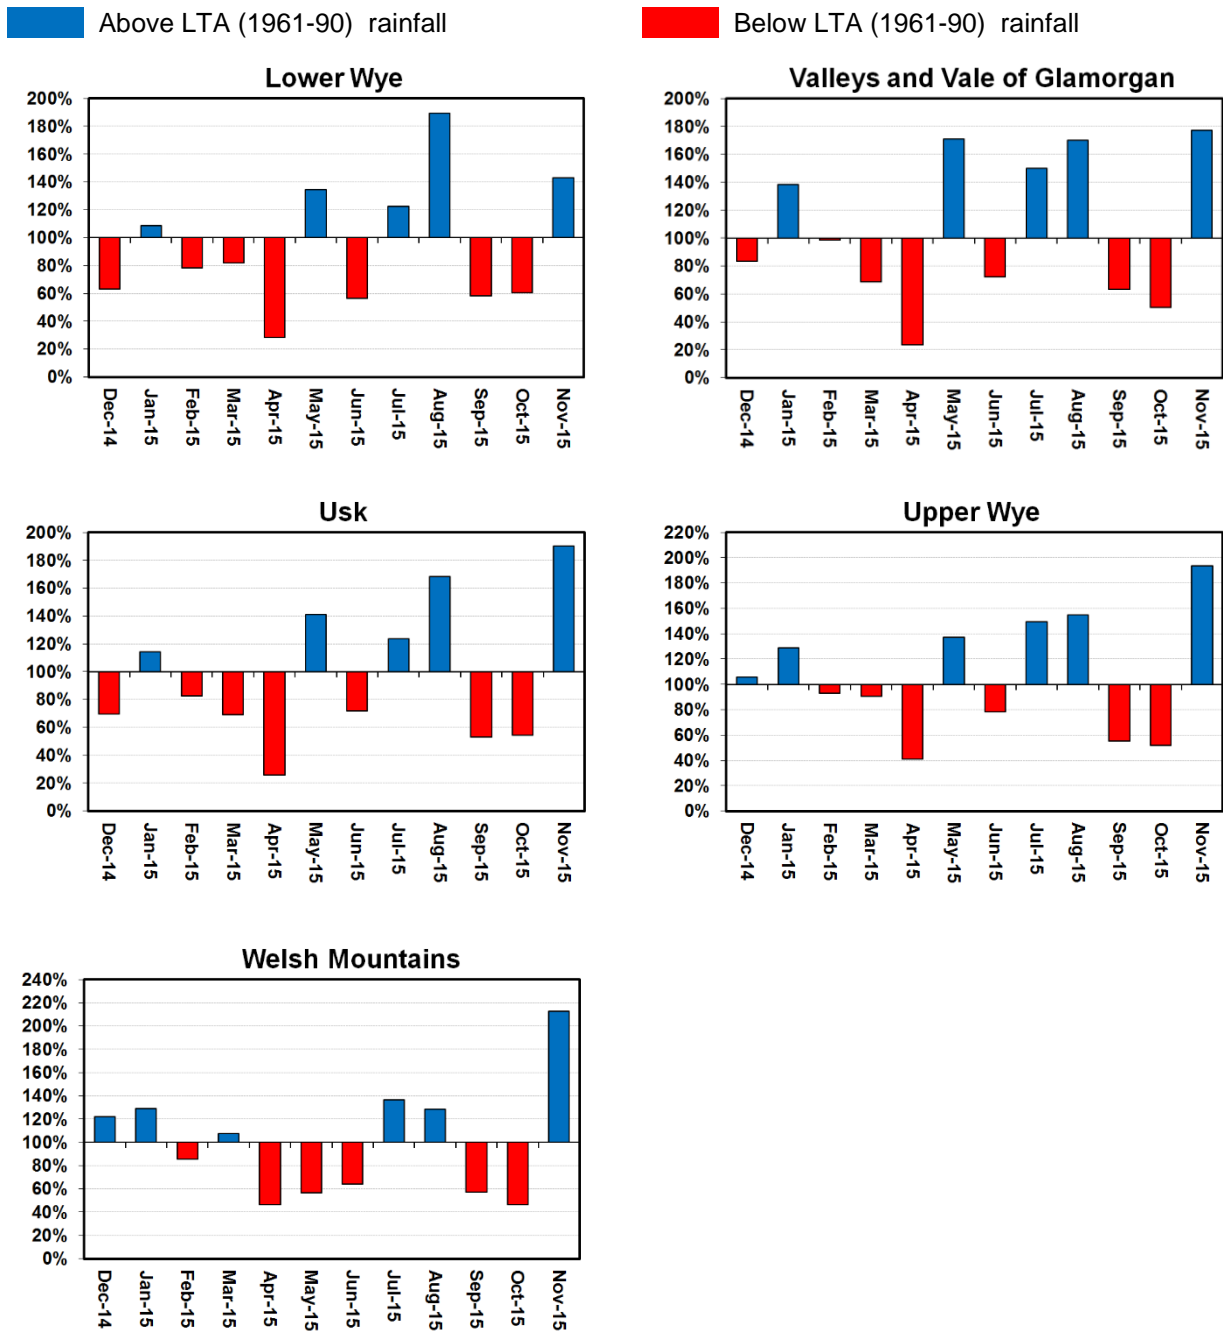 Above LTA (1961-90) rainfall
Below LTA (1961-90) rainfall
Lower Wye
200%
180%
160%
140%
120%
100%
80%
60%
40%
20%
0%
Dec-14
Jan-15
Feb-15
Mar-15
Apr-15
May-15
Jun-15
Jul-15
Aug-15
Sep-15
Oct-15
Nov-15
Valleys and Vale of Glamorgan
200%
180%
160%
140%
120%
100%
80%
60%
40%
20%
0%
Dec-14
Jan-15
Feb-15
Mar-15
Apr-15
May-15
Jun-15
Jul-15
Aug-15
Sep-15
Oct-15
Nov-15
Usk
200%
180%
160%
140%
120%
100%
80%
60%
40%
20%
0%
Dec-14
Jan-15
Feb-15
Mar-15
Apr-15
May-15
Jun-15
Jul-15
Aug-15
Sep-15
Oct-15
Nov-15
Upper Wye
220%
200%
180%
160%
140%
120%
100%
80%
60%
40%
20%
0%
Dec-14
Jan-15
Feb-15
Mar-15
Apr-15
May-15
Jun-15
Jul-15
Aug-15
Sep-15
Oct-15
Nov-15
Welsh Mountains
240%
220%
200%
180%
160%
140%
120%
100%
80%
60%
40%
20%
0%
Dec-14
Jan-15
Feb-15
Mar-15
Apr-15
May-15
Jun-15
Jul-15
Aug-15
Sep-15
Oct-15
Nov-15